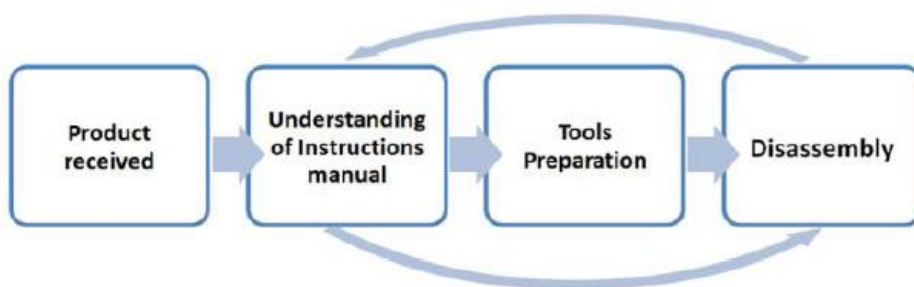 Product
received
Understanding
of Instructions
manual
Tools
Preparation
Disassembly